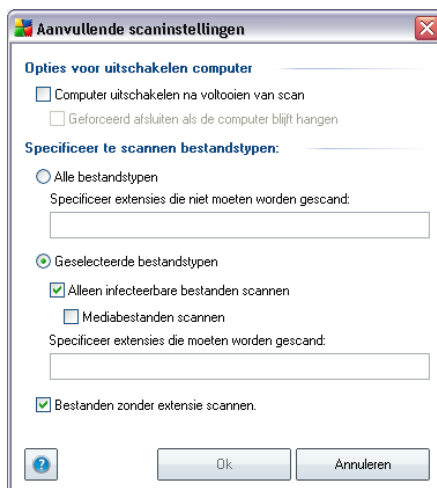 Aanvullende scaninstellingen
Opties voor uitschakelen computer
Computer uitschakelen na voltooien van scan
Geforceerd afsluiten als de computer blijft hangen
Specificeer te scannen bestandstypen:
Alle bestandstypen
Specificeer extensies die niet moeten worden gescand:
Geselecteerde bestandstypen
Alleen infecteerbare bestanden scannen
Mediabestanden scannen
Specificeer extensies die moeten worden gescand:
Bestanden zonder extensie scannen.
?
Ok
Annuleren